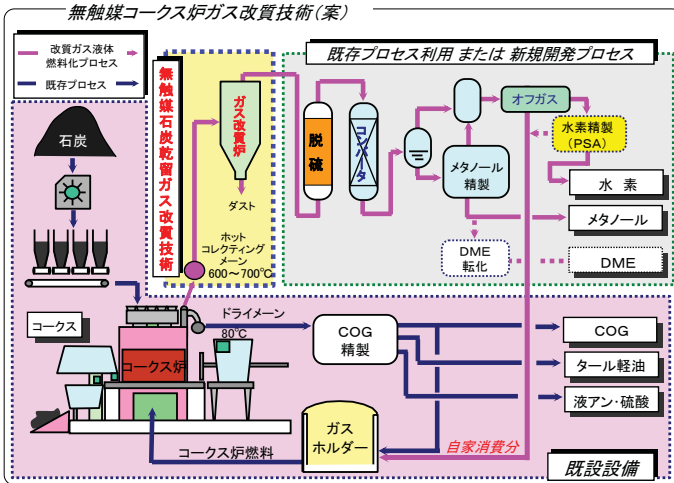 無触媒コークス炉ガス改質技術(案)
改質ガス液体
燃料化プロセス
既存プロセス
既存プロセス利用 または 新規開発プロセス
無触媒石炭乾留ガス改質技術
ガス改質炉
ダスト
ホット
コレクティング
メーン
600～700℃
脱硫
コンバータ
メタノール
精製
オフガス
水素精製
(PSA)
水 素
メタノール
DME
転化
DME
石炭
コークス
コークス炉
ドライメーン
80℃
COG
精製
COG
タール軽油
液アン・硫酸
ガス
ホルダー
コークス炉燃料
自家消費分
既設設備